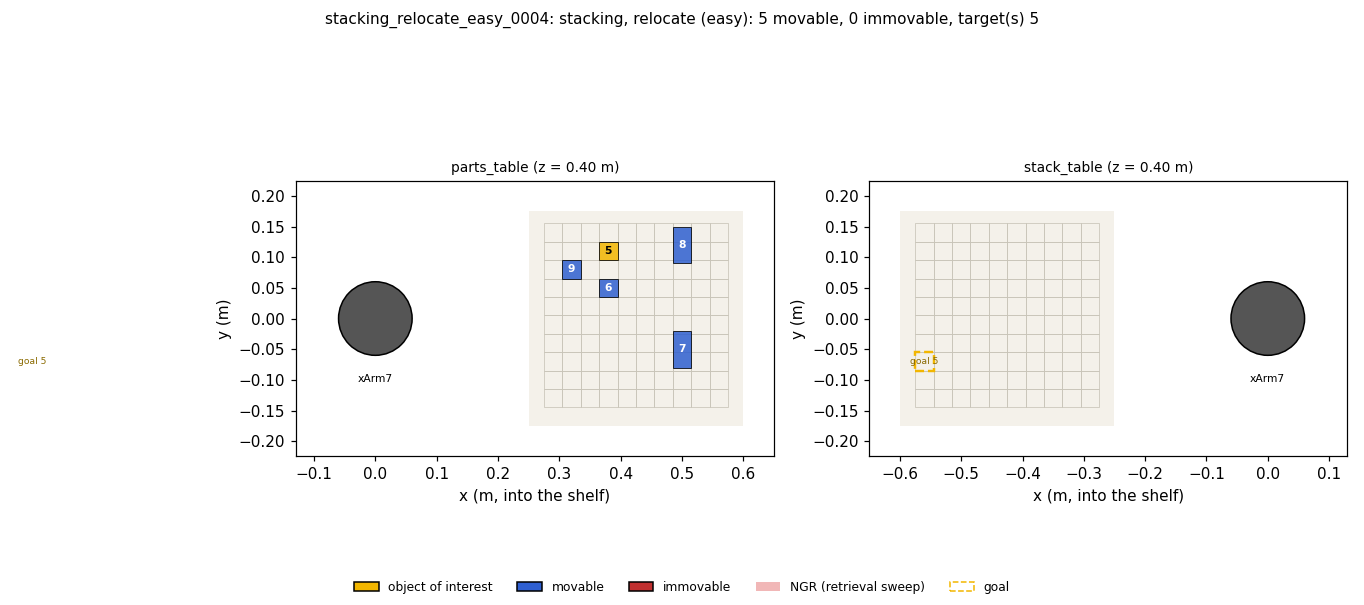 stacking_relocate_easy_0004: stacking, relocate (easy): 5 movable, 0 immovable, target(s) 5
parts_table (z = 0.40 m)
0.20
0.15
0.10
0.05
0.00
−0.05
−0.10
−0.15
−0.20
y (m)
−0.1
0.0
0.1
0.2
0.3
0.4
0.5
0.6
x (m, into the shelf)
xArm7
5
8
9
6
7
goal 5
stack_table (z = 0.40 m)
0.20
0.15
0.10
0.05
0.00
−0.05
−0.10
−0.15
−0.20
y (m)
−0.6
−0.5
−0.4
−0.3
−0.2
−0.1
0.0
0.1
x (m, into the shelf)
goal 5
xArm7
object of interest
movable
immovable
NGR (retrieval sweep)
goal